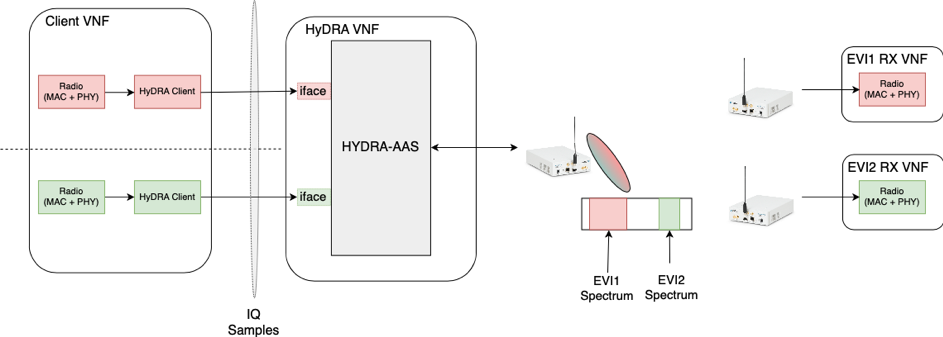 Client VNF
Radio
(MAC + PHY)
HyDRA Client
Radio
(MAC + PHY)
HyDRA Client
IQ
Samples
HyDRA VNF
iface
iface
HYDRA-AAS
EVI1
Spectrum
EVI2
Spectrum
EVI1 RX VNF
Radio
(MAC + PHY)
EVI2 RX VNF
Radio
(MAC + PHY)